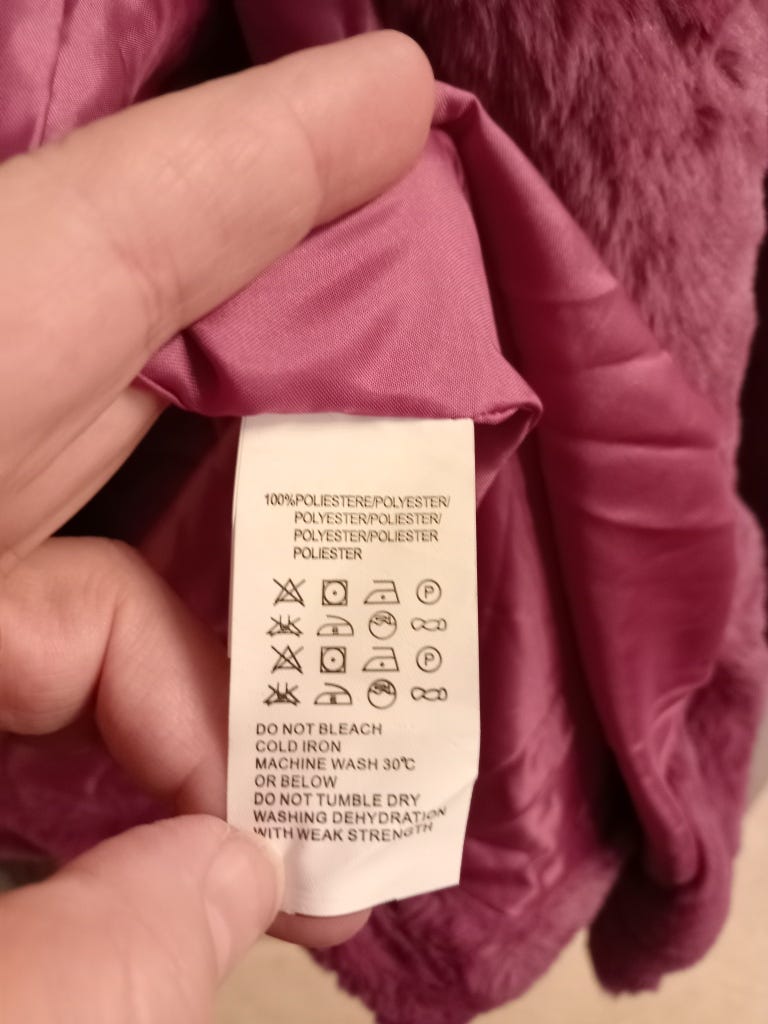 100%POLIESTERE/POLYESTER/
POLYESTER/POLIESTER/
POLYESTER/POLIESTER
POLIESTER
P
P
DO NOT BLEACH
COLD IRON
MACHINE WASH 30℃
OR BELOW
DO NOT TUMBLE DRY
WASHING DEHYDRATION
WITH WEAK STRENGTH